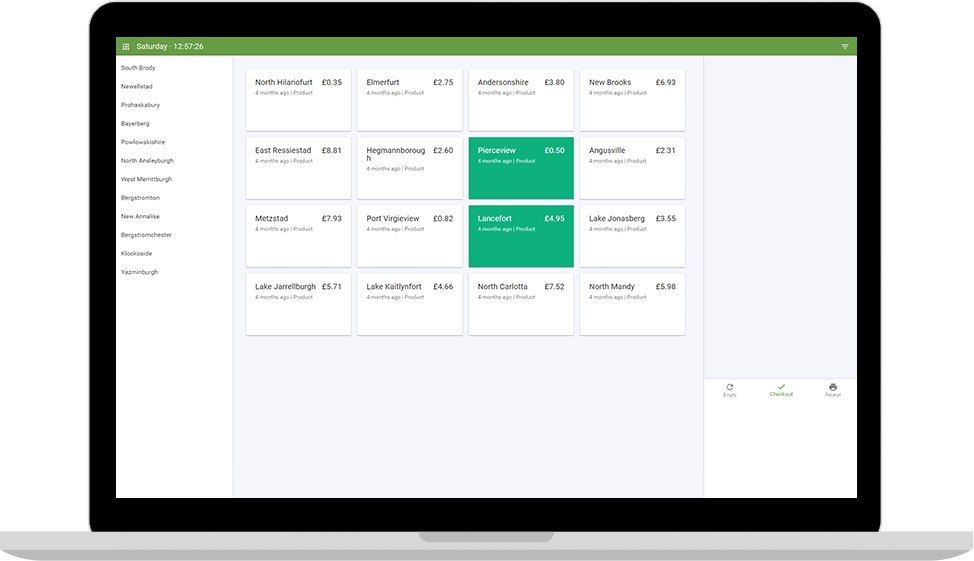 Saturday - 12:57:26
South Brody
Newellstad
Prohaskabury
Bayerberg
Powlowskishire
North Ansleyburgh
West Merrittburgh
Bergstromton
New Annalise
Bergstromchester
Klockoside
Yazminburgh
North Hilariofurt £0.35
4 months ago | Product
Elmerfurt £2.75
4 months ago | Product
Andersonshire £3.80
4 months ago | Product
New Brooks £6.93
4 months ago | Product
East Ressiestad £8.81
4 months ago | Product
Hegmannboroug £2.60
h
4 months ago | Product
Pierceview £0.50
4 months ago | Product
Angusville £2.31
4 months ago | Product
Metzstad £7.93
4 months ago | Product
Port Virgieview £0.82
4 months ago | Product
Lancefort £4.95
4 months ago | Product
Lake Jonasberg £3.55
4 months ago | Product
Lake Jarrellburgh £5.71
4 months ago | Product
Lake Kaitlynfort £4.66
4 months ago | Product
North Carlotta £7.52
4 months ago | Product
North Mandy £5.98
4 months ago | Product
Empty
Checkout
Receipt